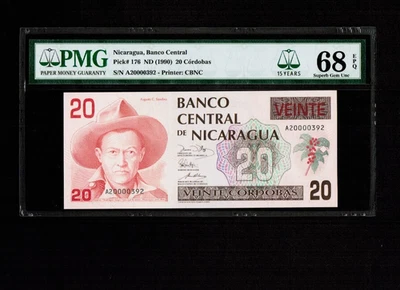 PMG
PAPER MONEY GUARANTY
Nicaragua, Banco Central
Pick# 176 ND (1990) 20 Córdobas
S/N A20000392 - Printer: CBNC
15 YEARS
68 EPQ
Superb Gem Unc
20
BANCO
CENTRAL
DE NICARAGUA
VEINTE
A20000392
20
A20000392
20
VEINTE CORDOBAS
20